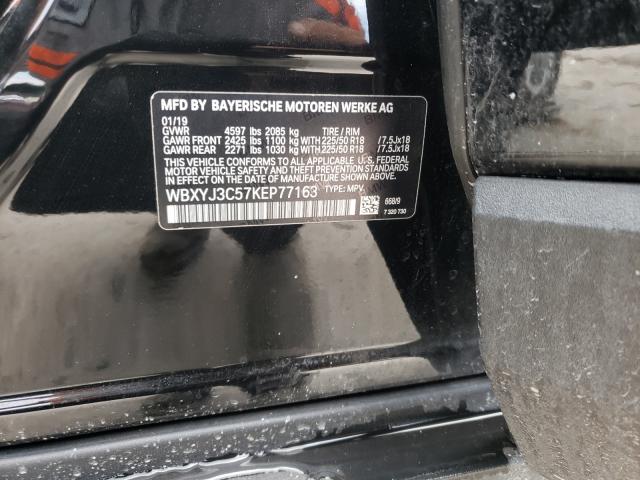 MFD BY BAYERISCHE MOTOREN WERKE AG
01/19
GVWR 4597 lbs 2085 kg TIRE / RIM
GAWR FRONT 2425 lbs 1100 kg WITH 225/50 R18 /7.5Jx18
GAWR REAR 2271 lbs 1030 kg WITH 225/50 R18 /7.5Jx18
THIS VEHICLE CONFORMS TO ALL APPLICABLE U.S. FEDERAL
MOTOR VEHICLE SAFETY AND THEFT PREVENTION STANDARDS
IN EFFECT ON THE DATE OF MANUFACTURE SHOWN ABOVE.
WBXYJ3C57KEP77163 TYPE: MPV
668/9
7 320 730